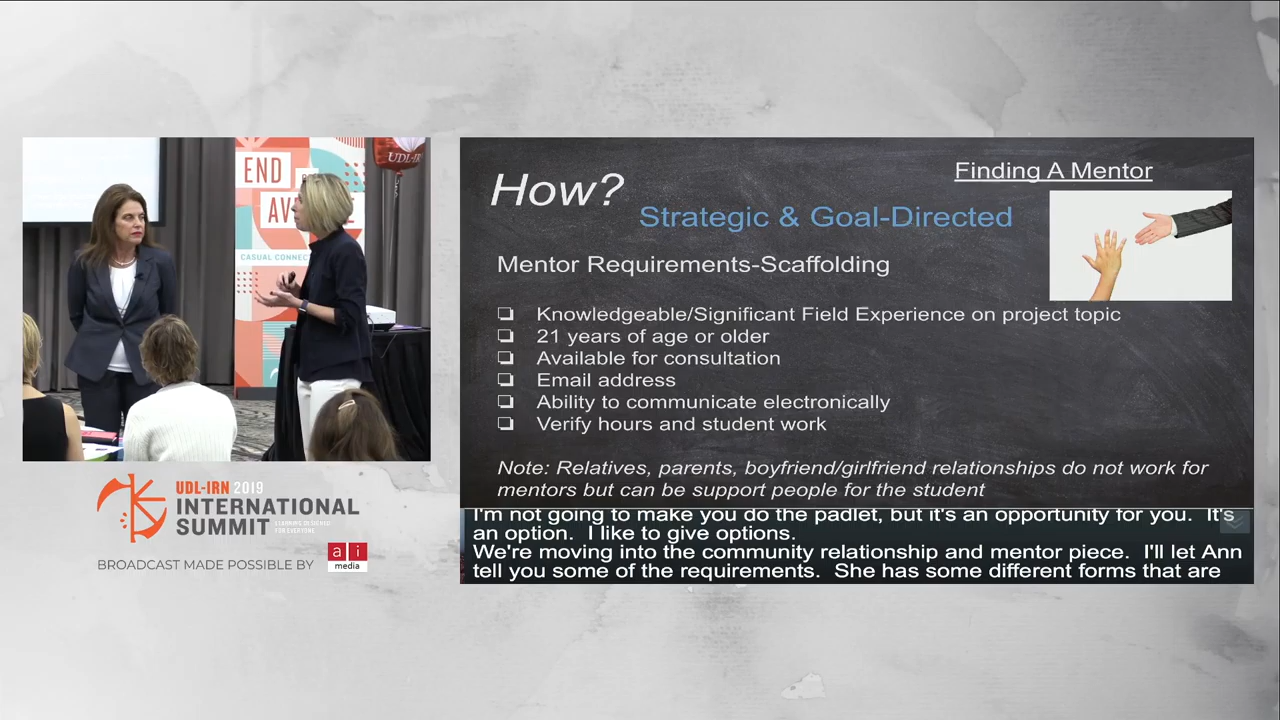 END
AV
CASUAL CONNEC
UDL-IR
UDL-IRN 2019
INTERNATIONAL
SUMMIT
LEARNING DESIGNED
FOR EVERYONE
BROADCAST MADE POSSIBLE BY
ai
media
Finding A Mentor
How?
Strategic & Goal-Directed
Mentor Requirements-Scaffolding
❏ Knowledgeable/Significant Field Experience on project topic
❏ 21 years of age or older
❏ Available for consultation
❏ Email address
❏ Ability to communicate electronically
❏ Verify hours and student work
Note: Relatives, parents, boyfriend/girlfriend relationships do not work for
mentors but can be support people for the student
I'm not going to make you do the padlet, but it's an opportunity for you. It's
an option. I like to give options.
We're moving into the community relationship and mentor piece. I'll let Ann
tell you some of the requirements. She has some different forms that are